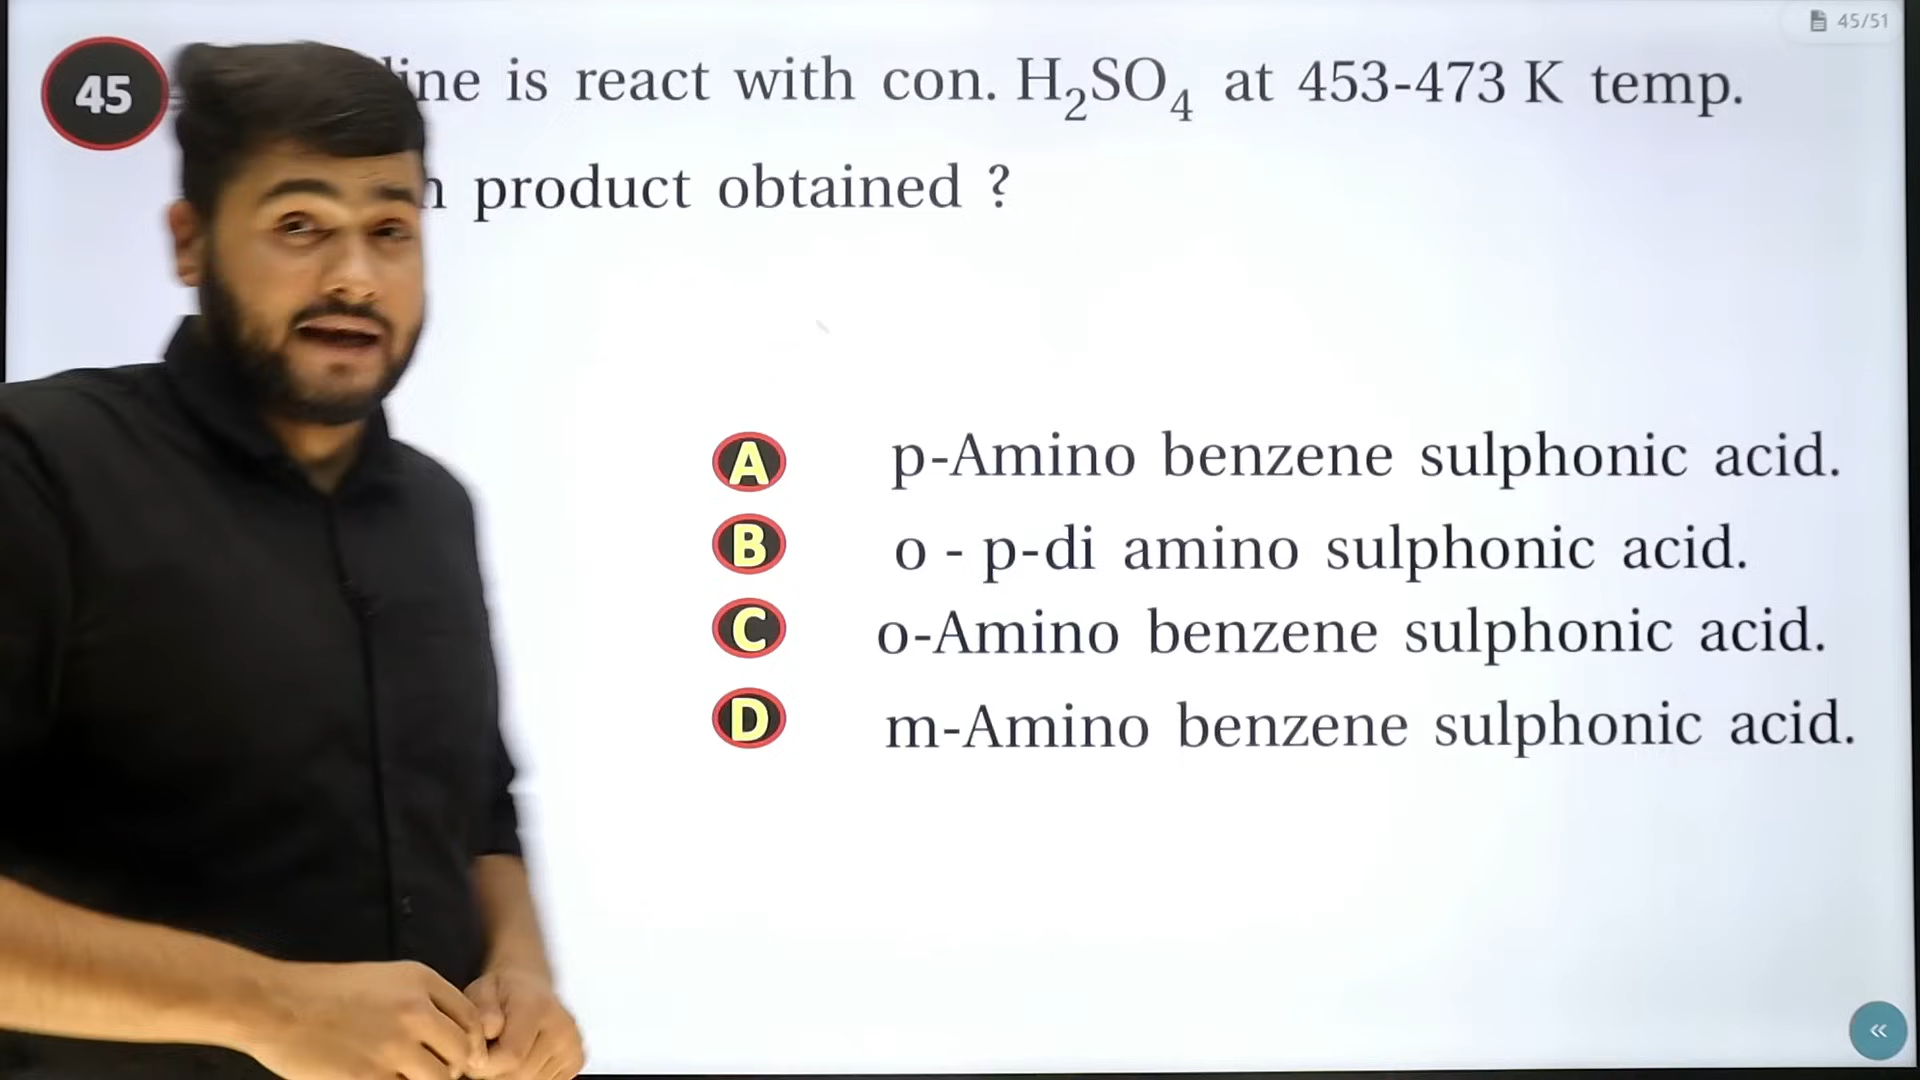 45/51
45 ine is react with con. H₂SO₄ at 453-473 K temp.
product obtained ?
A p-Amino benzene sulphonic acid.
B o - p-di amino sulphonic acid.
C o-Amino benzene sulphonic acid.
D m-Amino benzene sulphonic acid.
«